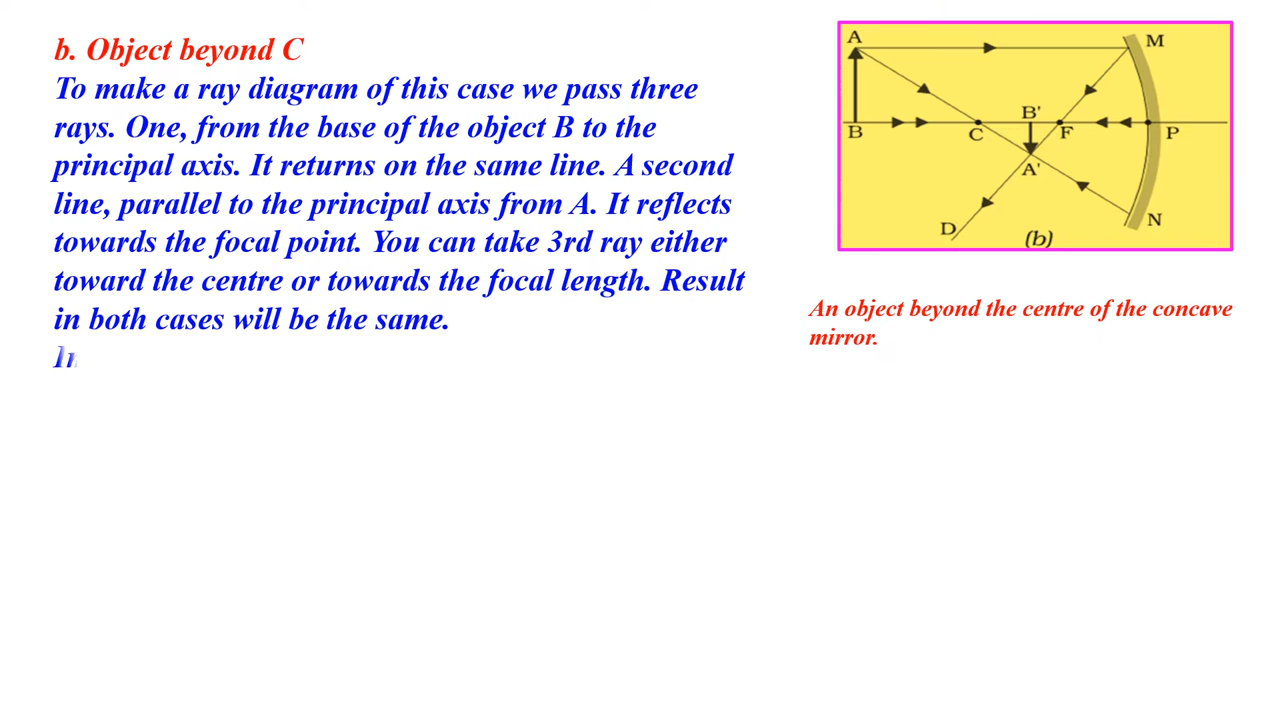 b. Object beyond C
To make a ray diagram of this case we pass three
rays. One, from the base of the object B to the
principal axis. It returns on the same line. A second
line, parallel to the principal axis from A. It reflects
towards the focal point. You can take 3rd ray either
toward the centre or towards the focal length. Result
in both cases will be the same.
In
A
M
B'
B
C
F
P
A'
D
N
(b)
An object beyond the centre of the concave
mirror.